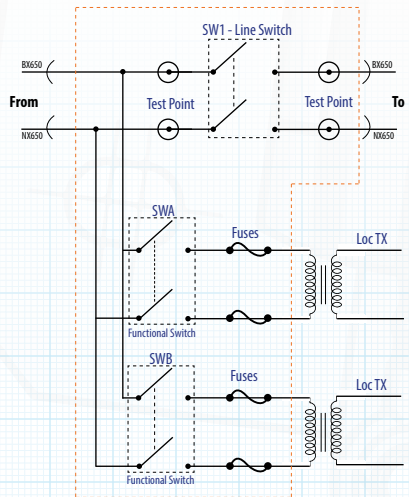 SW1 - Line Switch
BX650
BX650
From
Test Point
Test Point
To
NX650
NX650
SWA
Fuses
Loc TX
Functional Switch
SWB
Fuses
Loc TX
Functional Switch